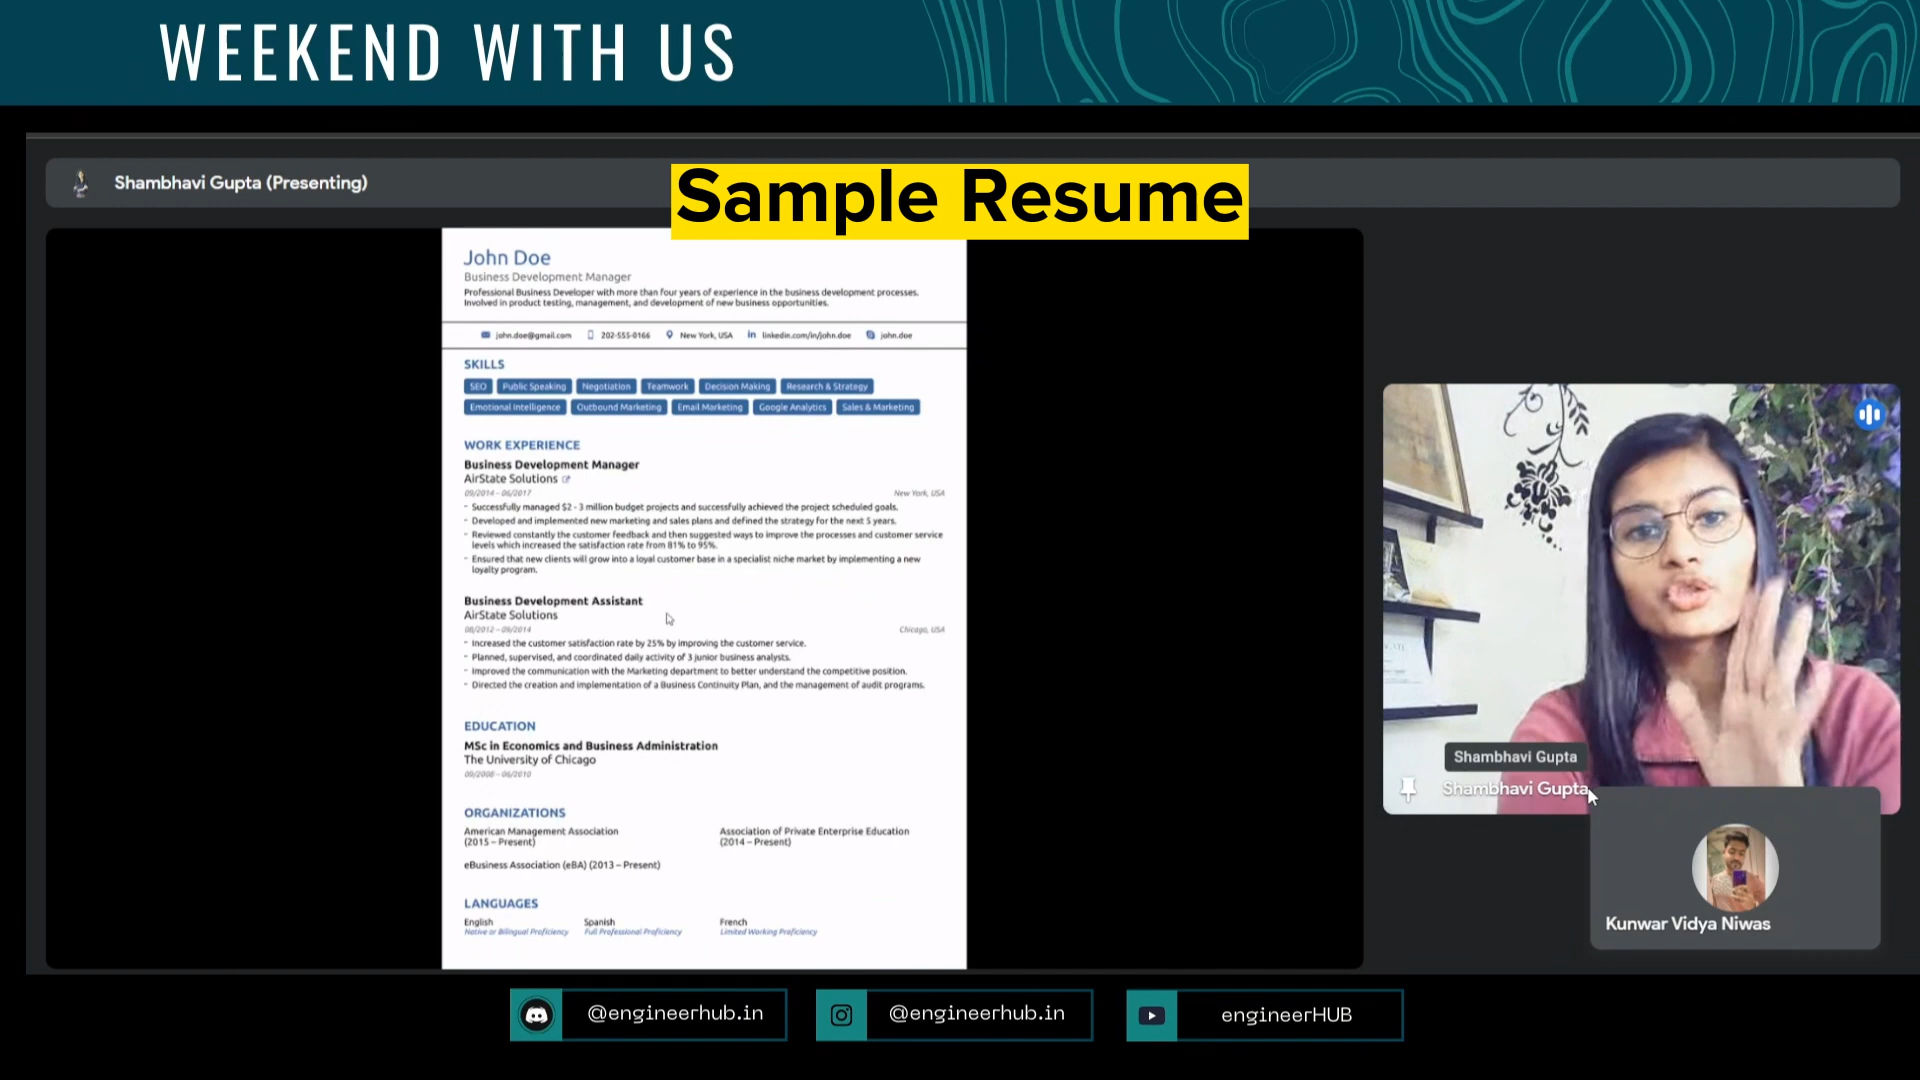 WEEKEND WITH US
Shambhavi Gupta (Presenting)
Sample Resume
John Doe
Business Development Manager
Professional Business Developer with more than four years of experience in the business development processes.
Involved in product testing, management, and development of new business opportunities.
john.doe@gmail.com 202-555-0166 New York, USA linkedin.com/in/john.doe john.doe
SKILLS
SEO Public Speaking Negotiation Teamwork Decision Making Research & Strategy
Emotional Intelligence Outbound Marketing Email Marketing Google Analytics Sales & Marketing
WORK EXPERIENCE
Business Development Manager
AirState Solutions
09/2014 – 06/2017 New York, USA
- Successfully managed $2 - 3 million budget projects and successfully achieved the project scheduled goals.
- Developed and implemented new marketing and sales plans and defined the strategy for the next 5 years.
- Reviewed constantly the customer feedback and then suggested ways to improve the processes and customer service
levels which increased the satisfaction rate from 81% to 95%.
- Ensured that new clients will grow into a loyal customer base in a specialist niche market by implementing a new
loyalty program.
Business Development Assistant
AirState Solutions
08/2012 – 09/2014 Chicago, USA
- Increased the customer satisfaction rate by 25% by improving the customer service.
- Planned, supervised, and coordinated daily activity of 3 junior business analysts.
- Improved the communication with the Marketing department to better understand the competitive position.
- Directed the creation and implementation of a Business Continuity Plan, and the management of audit programs.
EDUCATION
MSc in Economics and Business Administration
The University of Chicago
09/2008 – 06/2010
ORGANIZATIONS
American Management Association
(2015 – Present)
Association of Private Enterprise Education
(2014 – Present)
eBusiness Association (eBA) (2013 – Present)
LANGUAGES
English
Native or Bilingual Proficiency
Spanish
Full Professional Proficiency
French
Limited Working Proficiency
Shambhavi Gupta
Shambhavi Gupta
Kunwar Vidya Niwas
@engineerhub.in
@engineerhub.in
engineerHUB